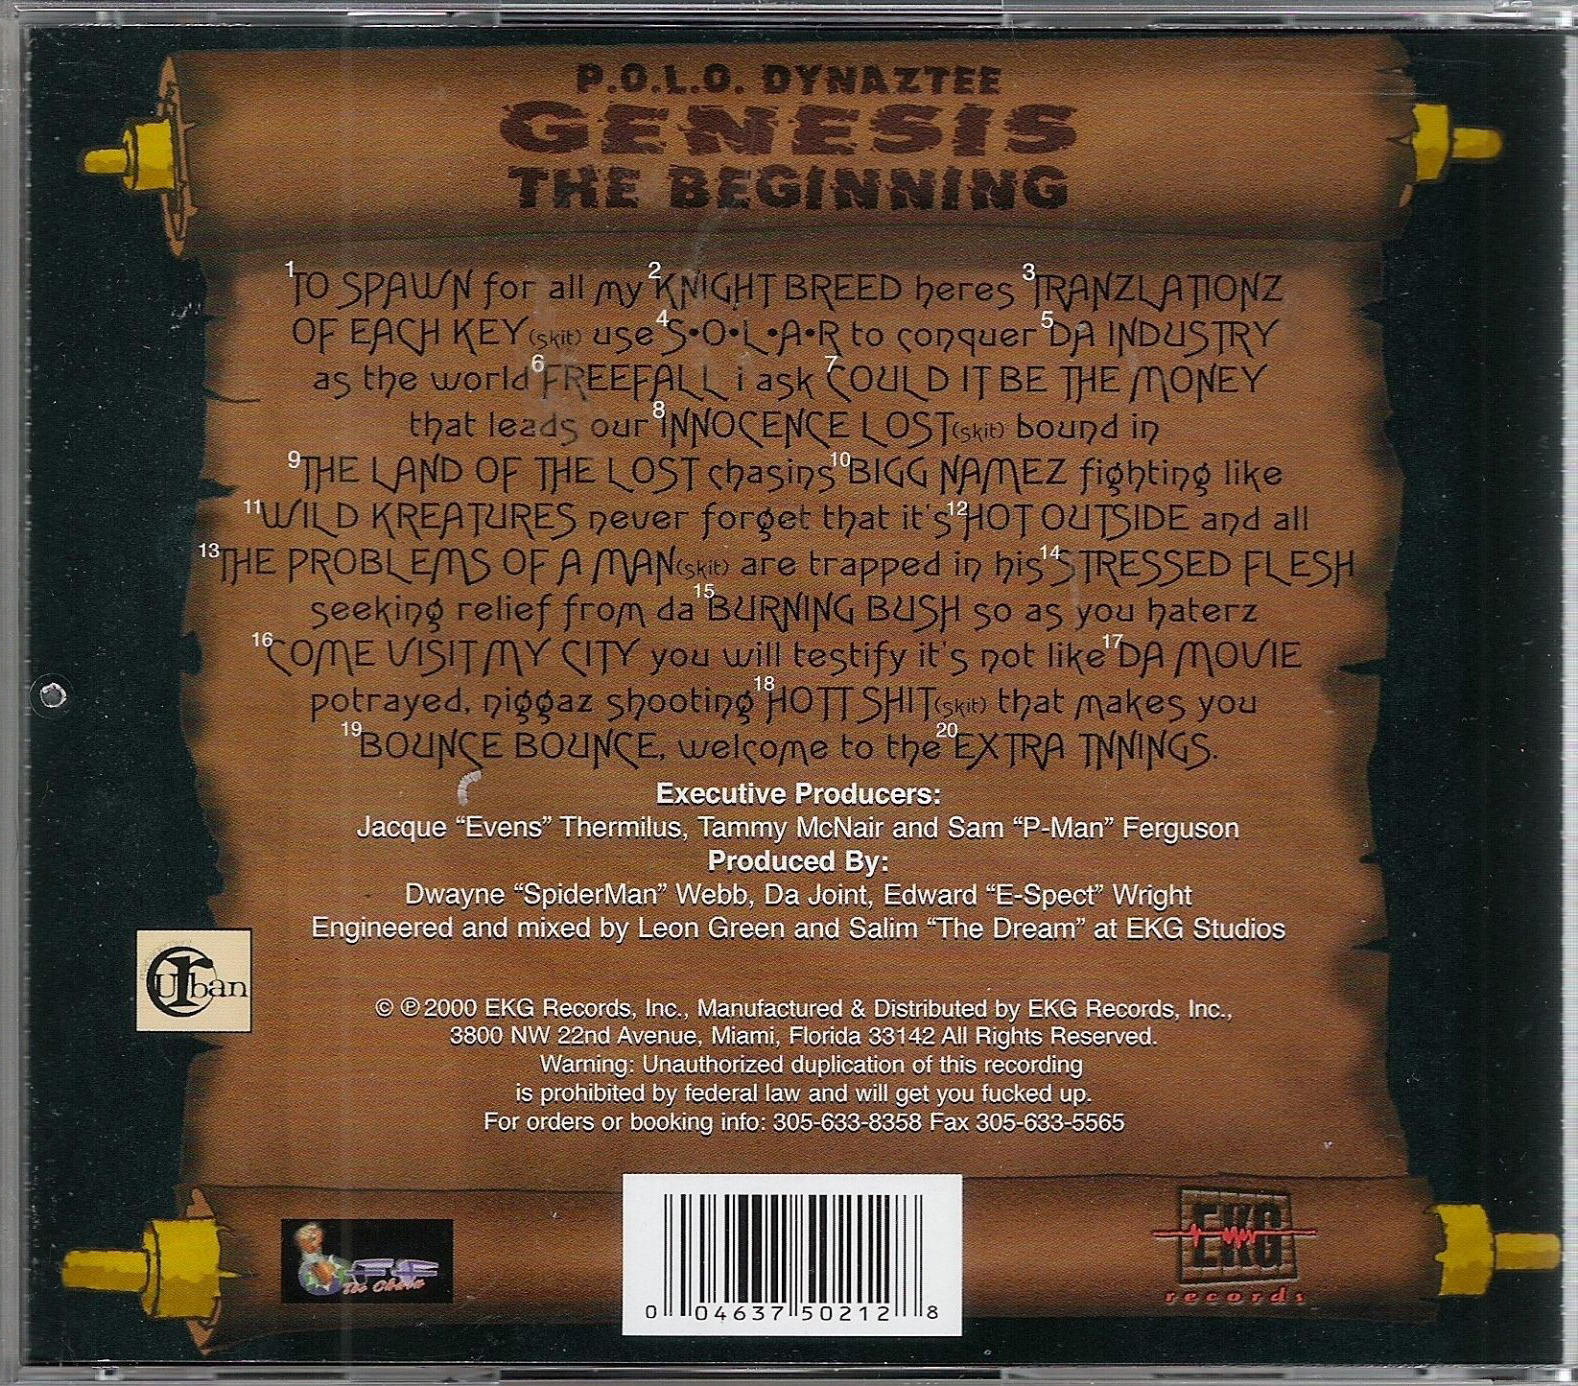 P.O.L.O. DYNAZTEE
GENESIS
THE BEGINNING
1TO SPAWN for all my 2KNIGHT BREED heres 3TRANZLATIONZ
OF EACH KEY(skit) use 4S•O•L•A•R to conquer 5DA INDUSTRY
as the world 6FREEFALL i ask 7COULD IT BE THE MONEY
that leads our 8INNOCENCE LOST(skit) bound in
9THE LAND OF THE LOST chasins 10BIGG NAMEZ fighting like
11WILD KREATURES never forget that it's 12HOT OUTSIDE and all
13THE PROBLEMS OF A MAN(skit) are trapped in his 14STRESSED FLESH
seeking relief from da 15BURNING BUSH so as you haterz
16COME VISIT MY CITY you will testify it's not like 17DA MOVIE
potrayed, niggaz shooting 18HOTT SHIT(skit) that makes you
19BOUNCE BOUNCE, welcome to the 20EXTRA INNINGS.
Executive Producers:
Jacque “Evens” Thermilus, Tammy McNair and Sam “P-Man” Ferguson
Produced By:
Dwayne “SpiderMan” Webb, Da Joint, Edward “E-Spect” Wright
Engineered and mixed by Leon Green and Salim “The Dream” at EKG Studios
Urban
© ℗ 2000 EKG Records, Inc., Manufactured & Distributed by EKG Records, Inc.,
3800 NW 22nd Avenue, Miami, Florida 33142 All Rights Reserved.
Warning: Unauthorized duplication of this recording
is prohibited by federal law and will get you fucked up.
For orders or booking info: 305-633-8358 Fax 305-633-5565
EKG
records
0 04637 50212 8